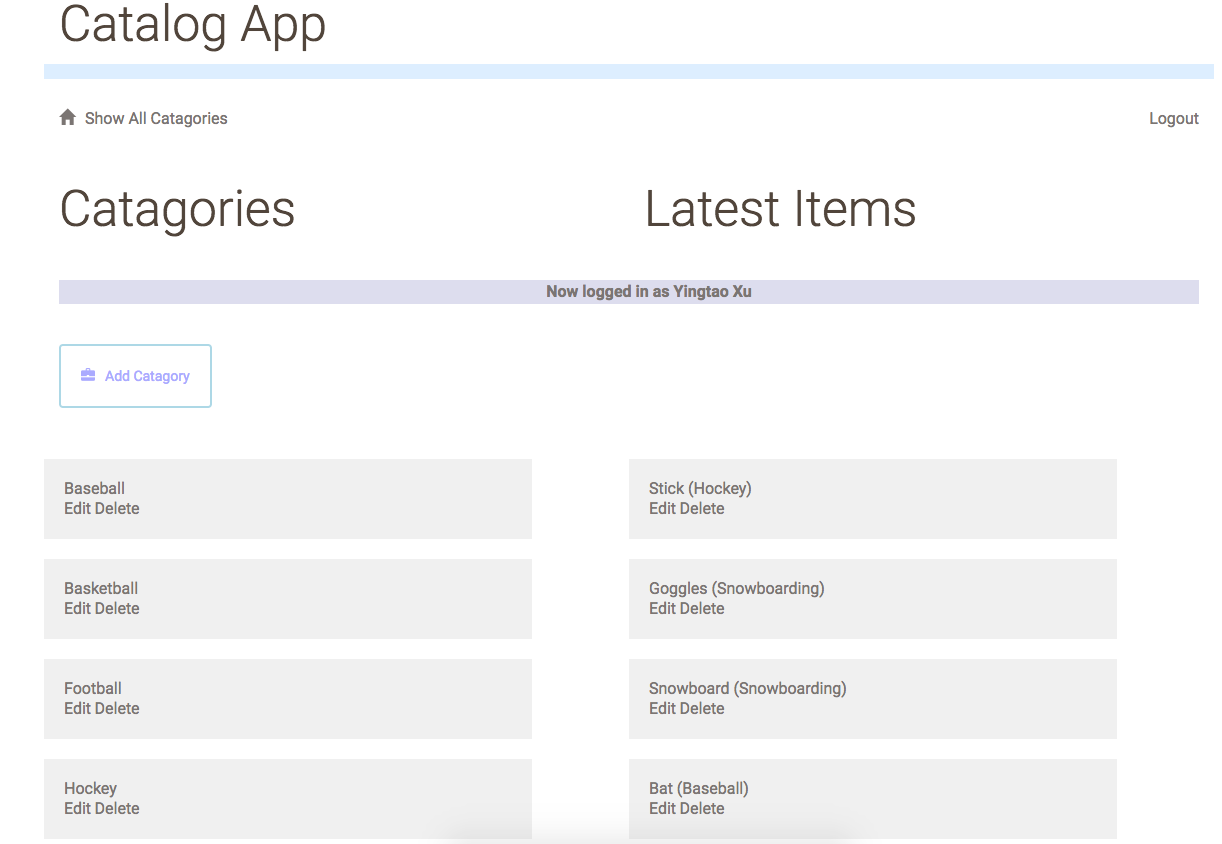 Catalog App
Show All Catagories
Logout
Catagories
Latest Items
Now logged in as Yingtao Xu
Add Catagory
Baseball
Edit Delete
Basketball
Edit Delete
Football
Edit Delete
Hockey
Edit Delete
Stick (Hockey)
Edit Delete
Goggles (Snowboarding)
Edit Delete
Snowboard (Snowboarding)
Edit Delete
Bat (Baseball)
Edit Delete